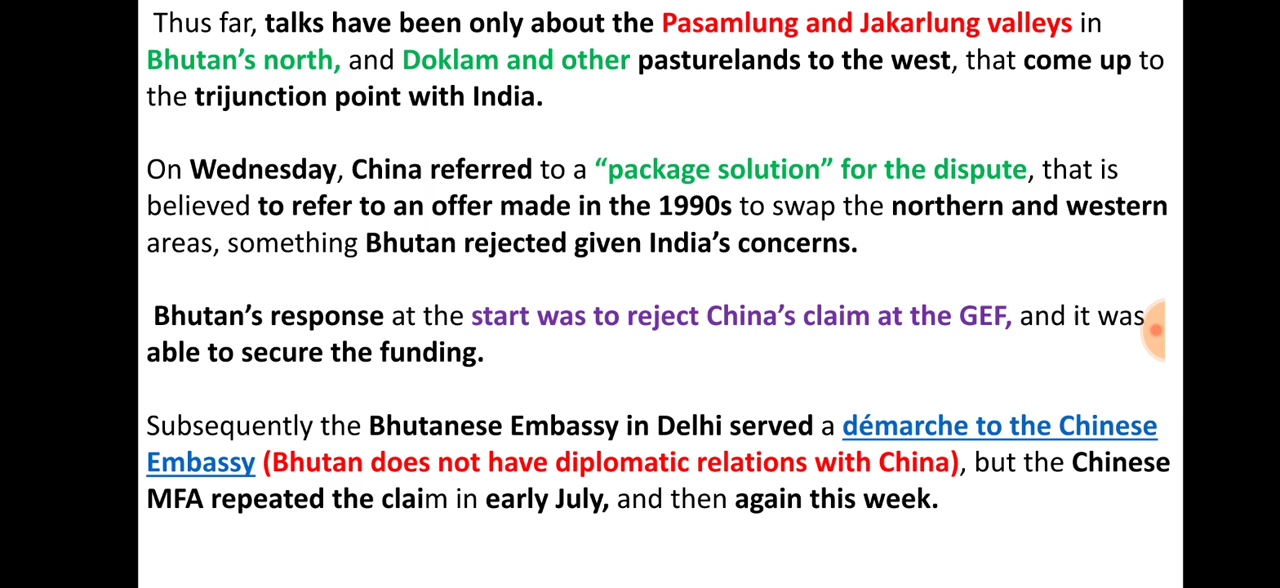 Thus far, talks have been only about the Pasamlung and Jakarlung valleys in
Bhutan’s north, and Doklam and other pasturelands to the west, that come up to
the trijunction point with India.
On Wednesday, China referred to a “package solution” for the dispute, that is
believed to refer to an offer made in the 1990s to swap the northern and western
areas, something Bhutan rejected given India’s concerns.
Bhutan’s response at the start was to reject China’s claim at the GEF, and it was
able to secure the funding.
Subsequently the Bhutanese Embassy in Delhi served a démarche to the Chinese
Embassy (Bhutan does not have diplomatic relations with China), but the Chinese
MFA repeated the claim in early July, and then again this week.